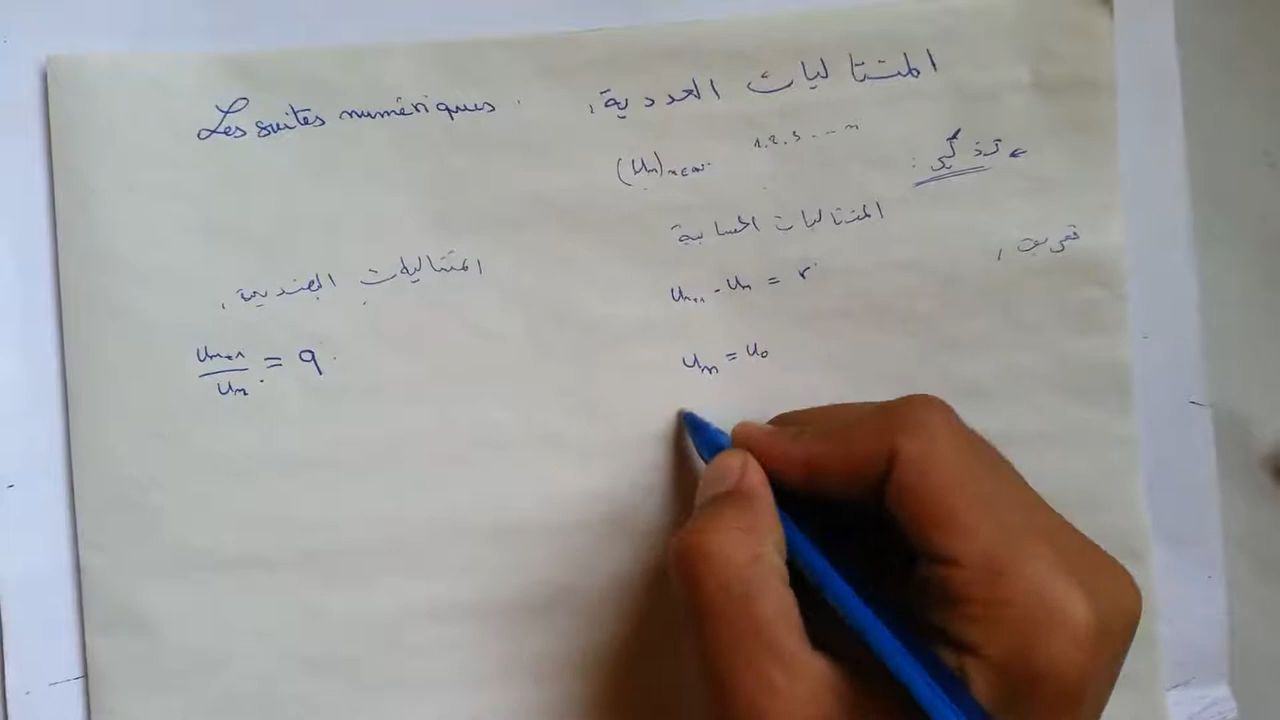 المتتاليات العددية
Les suites numériques
1.2.3 --- n
تذكير :
(Un)n∈ℕ
المتتاليات الحسابية
تعريف
المتتاليات الهندسية
Un+1 - Un = r
Un+1/Un = q
Un = U0